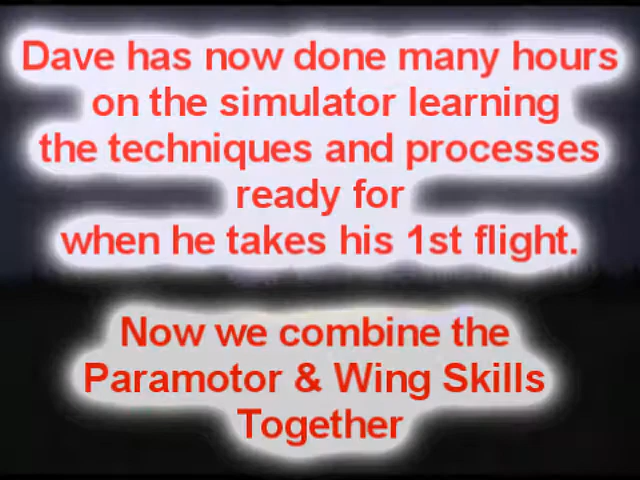 Dave has now done many hours
on the simulator learning
the techniques and processes
ready for
when he takes his 1st flight.
Now we combine the
Paramotor & Wing Skills
Together